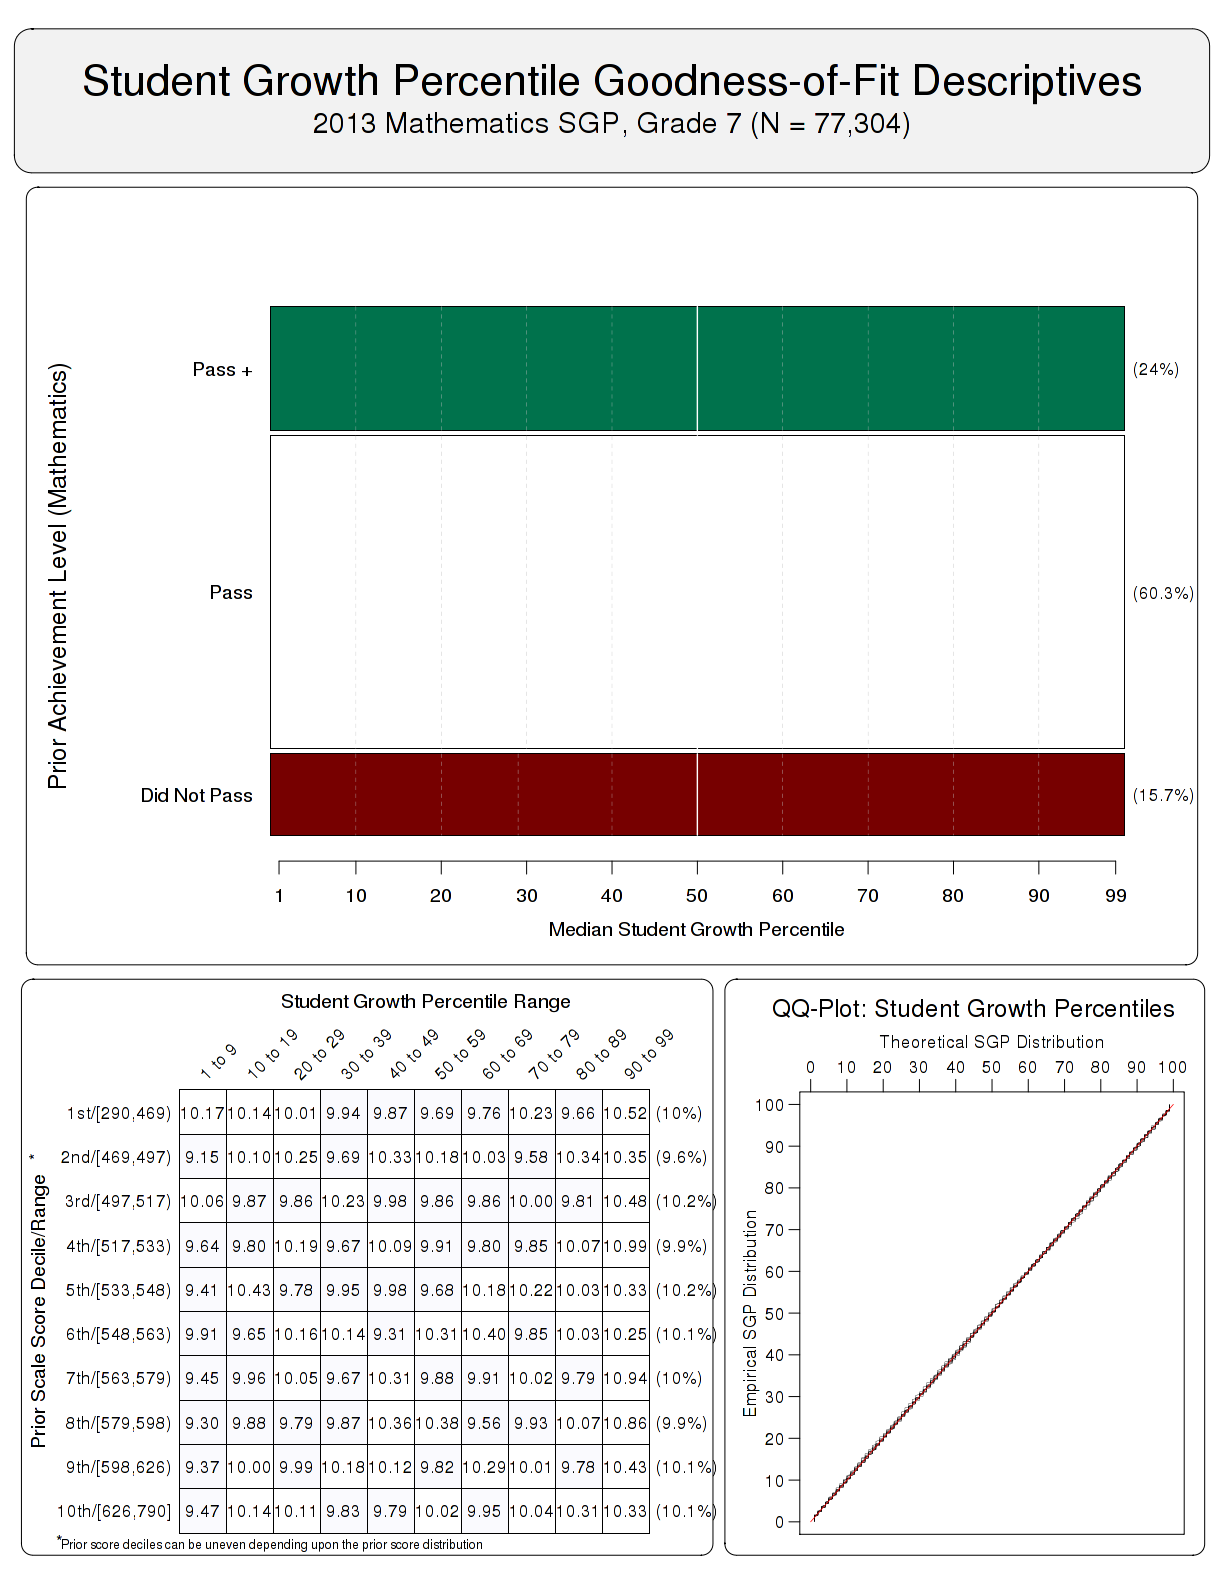 Student Growth Percentile Goodness-of-Fit Descriptives
2013 Mathematics SGP, Grade 7 (N = 77,304)
Prior Achievement Level (Mathematics)
Pass + (24%)
Pass (60.3%)
Did Not Pass (15.7%)
1 10 20 30 40 50 60 70 80 90 99
Median Student Growth Percentile
Student Growth Percentile Range
1 to 9 10 to 19 20 to 29 30 to 39 40 to 49 50 to 59 60 to 69 70 to 79 80 to 89 90 to 99
Prior Scale Score Decile/Range *
1st/[290,469) 10.17 10.14 10.01 9.94 9.87 9.69 9.76 10.23 9.66 10.52 (10%)
2nd/[469,497) 9.15 10.10 10.25 9.69 10.33 10.18 10.03 9.58 10.34 10.35 (9.6%)
3rd/[497,517) 10.06 9.87 9.86 10.23 9.98 9.86 9.86 10.00 9.81 10.48 (10.2%)
4th/[517,533) 9.64 9.80 10.19 9.67 10.09 9.91 9.80 9.85 10.07 10.99 (9.9%)
5th/[533,548) 9.41 10.43 9.78 9.95 9.98 9.68 10.18 10.22 10.03 10.33 (10.2%)
6th/[548,563) 9.91 9.65 10.16 10.14 9.31 10.31 10.40 9.85 10.03 10.25 (10.1%)
7th/[563,579) 9.45 9.96 10.05 9.67 10.31 9.88 9.91 10.02 9.79 10.94 (10%)
8th/[579,598) 9.30 9.88 9.79 9.87 10.36 10.38 9.56 9.93 10.07 10.86 (9.9%)
9th/[598,626) 9.37 10.00 9.99 10.18 10.12 9.82 10.29 10.01 9.78 10.43 (10.1%)
10th/[626,790] 9.47 10.14 10.11 9.83 9.79 10.02 9.95 10.04 10.31 10.33 (10.1%)
*Prior score deciles can be uneven depending upon the prior score distribution
QQ-Plot: Student Growth Percentiles
Theoretical SGP Distribution
0 10 20 30 40 50 60 70 80 90 100
Empirical SGP Distribution
100
90
80
70
60
50
40
30
20
10
0